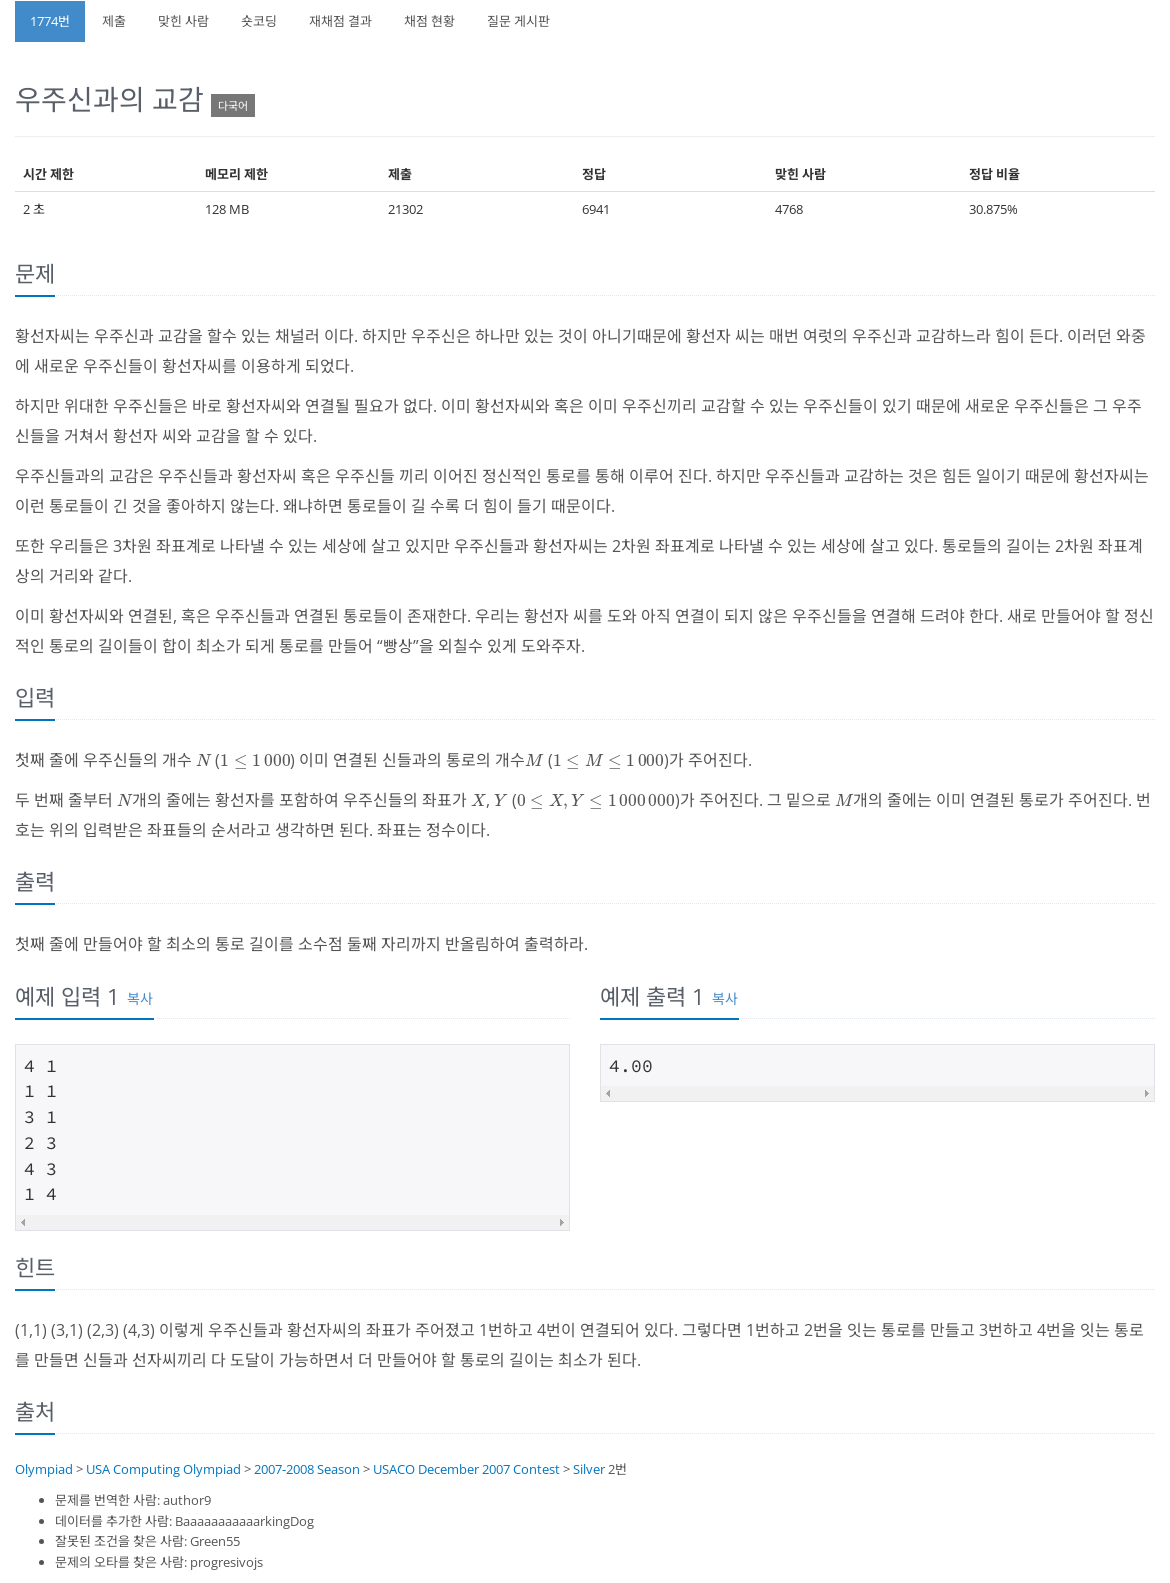 1774번 제출 맞힌 사람 숏코딩 재채점 결과 채점 현황 질문 게시판
우주신과의 교감 다국어
시간 제한 메모리 제한 제출 정답 맞힌 사람 정답 비율
2 초 128 MB 21302 6941 4768 30.875%
문제
황선자씨는 우주신과 교감을 할수 있는 채널러 이다. 하지만 우주신은 하나만 있는 것이 아니기때문에 황선자 씨는 매번 여럿의 우주신과 교감하느라 힘이 든다. 이러던 와중
에 새로운 우주신들이 황선자씨를 이용하게 되었다.
하지만 위대한 우주신들은 바로 황선자씨와 연결될 필요가 없다. 이미 황선자씨와 혹은 이미 우주신끼리 교감할 수 있는 우주신들이 있기 때문에 새로운 우주신들은 그 우주
신들을 거쳐서 황선자 씨와 교감을 할 수 있다.
우주신들과의 교감은 우주신들과 황선자씨 혹은 우주신들 끼리 이어진 정신적인 통로를 통해 이루어 진다. 하지만 우주신들과 교감하는 것은 힘든 일이기 때문에 황선자씨는
이런 통로들이 긴 것을 좋아하지 않는다. 왜냐하면 통로들이 길 수록 더 힘이 들기 때문이다.
또한 우리들은 3차원 좌표계로 나타낼 수 있는 세상에 살고 있지만 우주신들과 황선자씨는 2차원 좌표계로 나타낼 수 있는 세상에 살고 있다. 통로들의 길이는 2차원 좌표계
상의 거리와 같다.
이미 황선자씨와 연결된, 혹은 우주신들과 연결된 통로들이 존재한다. 우리는 황선자 씨를 도와 아직 연결이 되지 않은 우주신들을 연결해 드려야 한다. 새로 만들어야 할 정신
적인 통로의 길이들이 합이 최소가 되게 통로를 만들어 “빵상”을 외칠수 있게 도와주자.
입력
첫째 줄에 우주신들의 개수 N (1 ≤ 1 000) 이미 연결된 신들과의 통로의 개수M (1 ≤ M ≤ 1 000)가 주어진다.
두 번째 줄부터 N개의 줄에는 황선자를 포함하여 우주신들의 좌표가 X, Y (0 ≤ X, Y ≤ 1 000 000)가 주어진다. 그 밑으로 M개의 줄에는 이미 연결된 통로가 주어진다. 번
호는 위의 입력받은 좌표들의 순서라고 생각하면 된다. 좌표는 정수이다.
출력
첫째 줄에 만들어야 할 최소의 통로 길이를 소수점 둘째 자리까지 반올림하여 출력하라.
예제 입력 1 복사
4 1
1 1
3 1
2 3
4 3
1 4
예제 출력 1 복사
4.00
힌트
(1,1) (3,1) (2,3) (4,3) 이렇게 우주신들과 황선자씨의 좌표가 주어졌고 1번하고 4번이 연결되어 있다. 그렇다면 1번하고 2번을 잇는 통로를 만들고 3번하고 4번을 잇는 통로
를 만들면 신들과 선자씨끼리 다 도달이 가능하면서 더 만들어야 할 통로의 길이는 최소가 된다.
출처
Olympiad > USA Computing Olympiad > 2007-2008 Season > USACO December 2007 Contest > Silver 2번
문제를 번역한 사람: author9
데이터를 추가한 사람: BaaaaaaaaaaarkingDog
잘못된 조건을 찾은 사람: Green55
문제의 오타를 찾은 사람: progresivojs